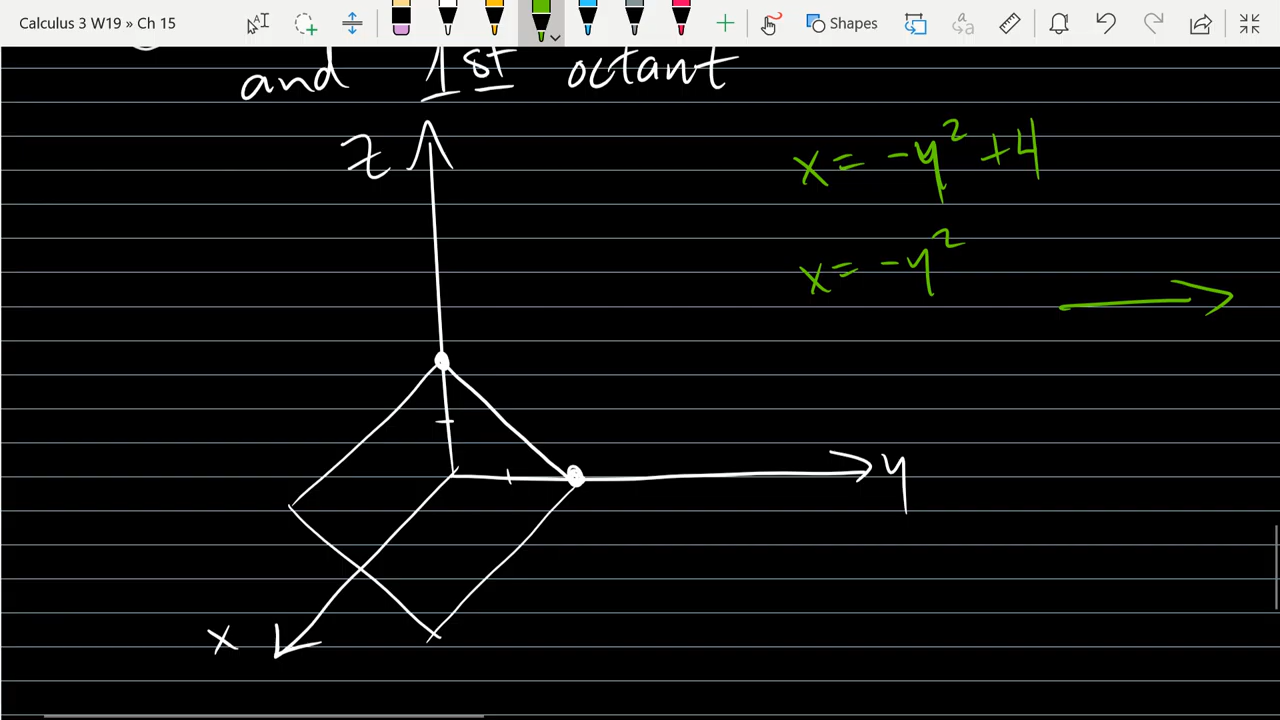 Calculus 3 W19 » Ch 15
Shapes
and 1st octant
z
x = -y² + 4
x = -y²
y
x